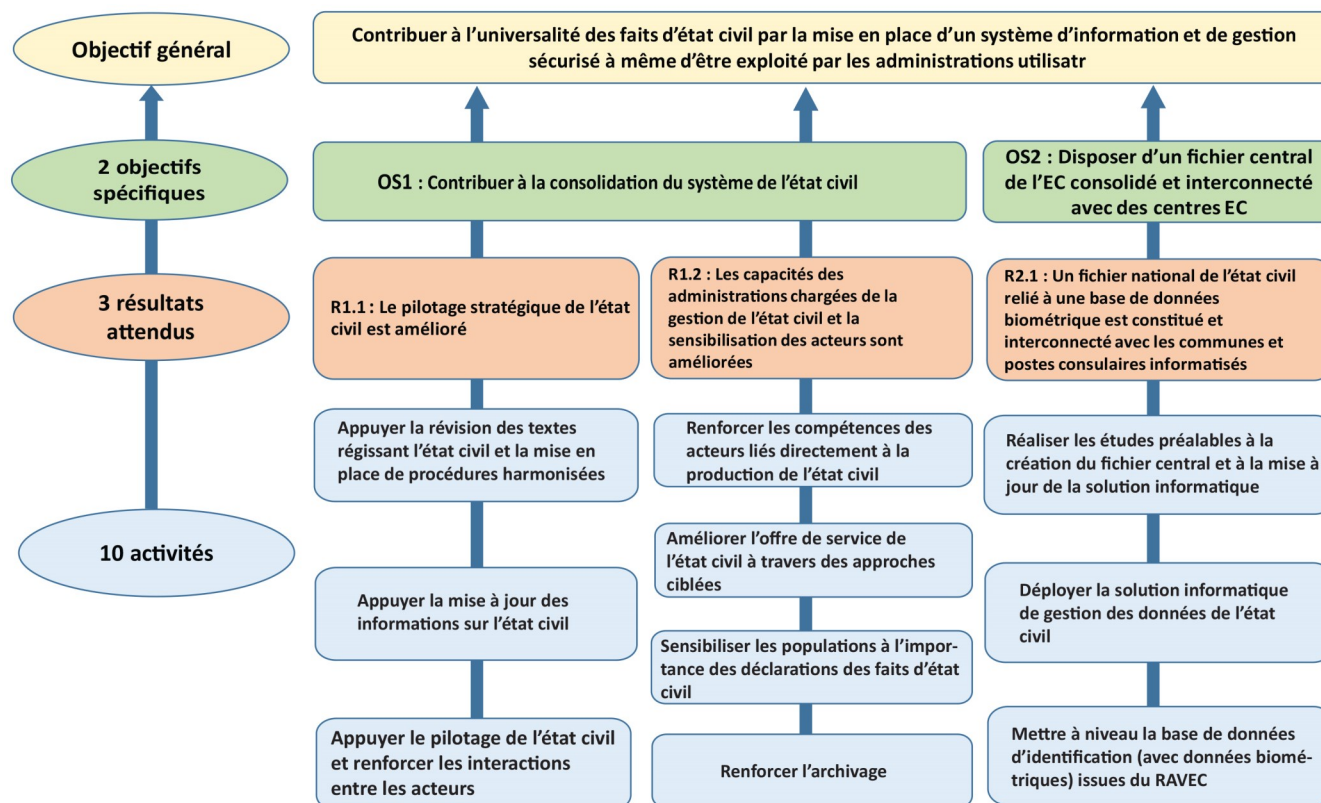 Objectif général
Contribuer à l’universalité des faits d’état civil par la mise en place d’un système d’information et de gestion
sécurisé à même d’être exploité par les administrations utilisatr
2 objectifs
spécifiques
OS1 : Contribuer à la consolidation du système de l’état civil
OS2 : Disposer d’un fichier central
de l’EC consolidé et interconnecté
avec des centres EC
3 résultats
attendus
R1.1 : Le pilotage stratégique de l’état
civil est amélioré
R1.2 : Les capacités des
administrations chargées de la
gestion de l’état civil et la
sensibilisation des acteurs sont
améliorées
R2.1 : Un fichier national de l’état civil
relié à une base de données
biométrique est constitué et
interconnecté avec les communes et
postes consulaires informatisés
10 activités
Appuyer la révision des textes
régissant l’état civil et la mise en
place de procédures harmonisées
Renforcer les compétences des
acteurs liés directement à la
production de l’état civil
Réaliser les études préalables à la
création du fichier central et à la mise à
jour de la solution informatique
Appuyer la mise à jour des
informations sur l’état civil
Améliorer l’offre de service de
l’état civil à travers des approches
ciblées
Déployer la solution informatique
de gestion des données de l’état
civil
Sensibiliser les populations à l’impor-
tance des déclarations des faits d’état
civil
Appuyer le pilotage de l’état civil
et renforcer les interactions
entre les acteurs
Renforcer l’archivage
Mettre à niveau la base de données
d’identification (avec données biomé-
triques) issues du RAVEC